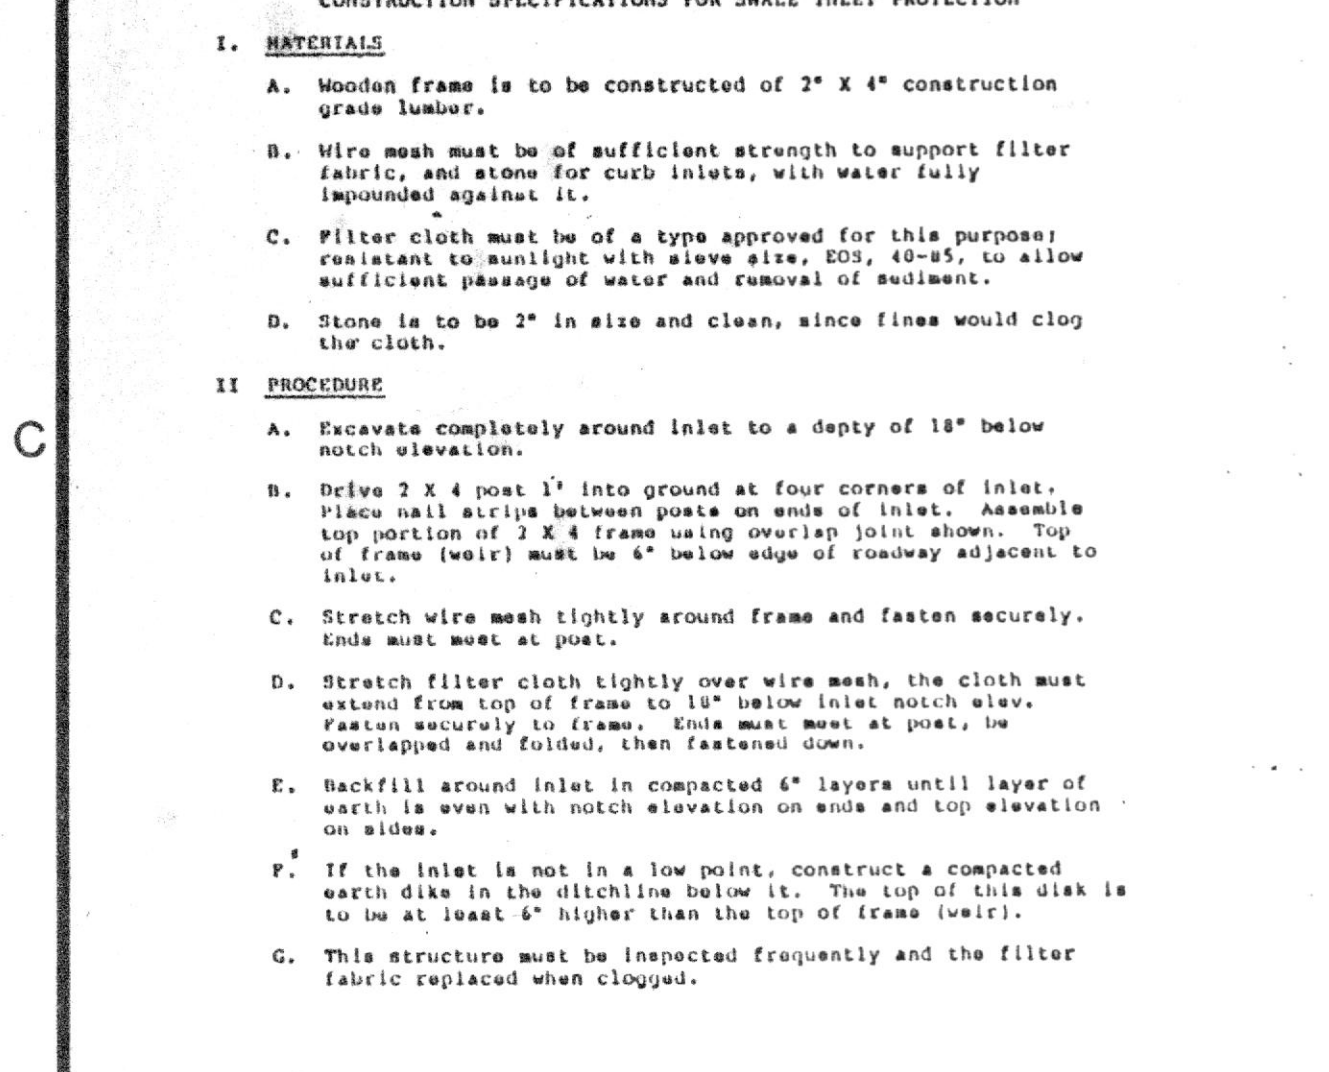 CONSTRUCTION SPECIFICATIONS FOR SWALE INLET PROTECTION
I. MATERIALS
A. Wooden frame is to be constructed of 2" X 4" construction
grade lumber.
B. Wire mesh must be of sufficient strength to support filter
fabric, and stone for curb inlets, with water fully
impounded against it.
C. Filter cloth must be of a type approved for this purpose;
resistant to sunlight with sieve size, EOS, 40-85, to allow
sufficient passage of water and removal of sediment.
D. Stone is to be 2" in size and clean, since fines would clog
the cloth.
II PROCEDURE
C
A. Excavate completely around inlet to a depty of 18" below
notch elevation.
B. Drive 2 X 4 post 1' into ground at four corners of inlet.
Place nail strips between posts on ends of inlet. Assemble
top portion of 2 X 4 frame using overlap joint shown. Top
of frame (weir) must be 6" below edge of roadway adjacent to
inlet.
C. Stretch wire mesh tightly around frame and fasten securely.
Ends must meet at post.
D. Stretch filter cloth tightly over wire mesh, the cloth must
extend from top of frame to 18" below inlet notch elev.
Fasten securely to frame. Ends must meet at post, be
overlapped and folded, then fastened down.
E. Backfill around inlet in compacted 6" layers until layer of
earth is even with notch elevation on ends and top elevation
on sides.
F. If the inlet is not in a low point, construct a compacted
earth dike in the ditchline below it. The top of this disk is
to be at least 6" higher than the top of frame (weir).
G. This structure must be inspected frequently and the filter
fabric replaced when clogged.